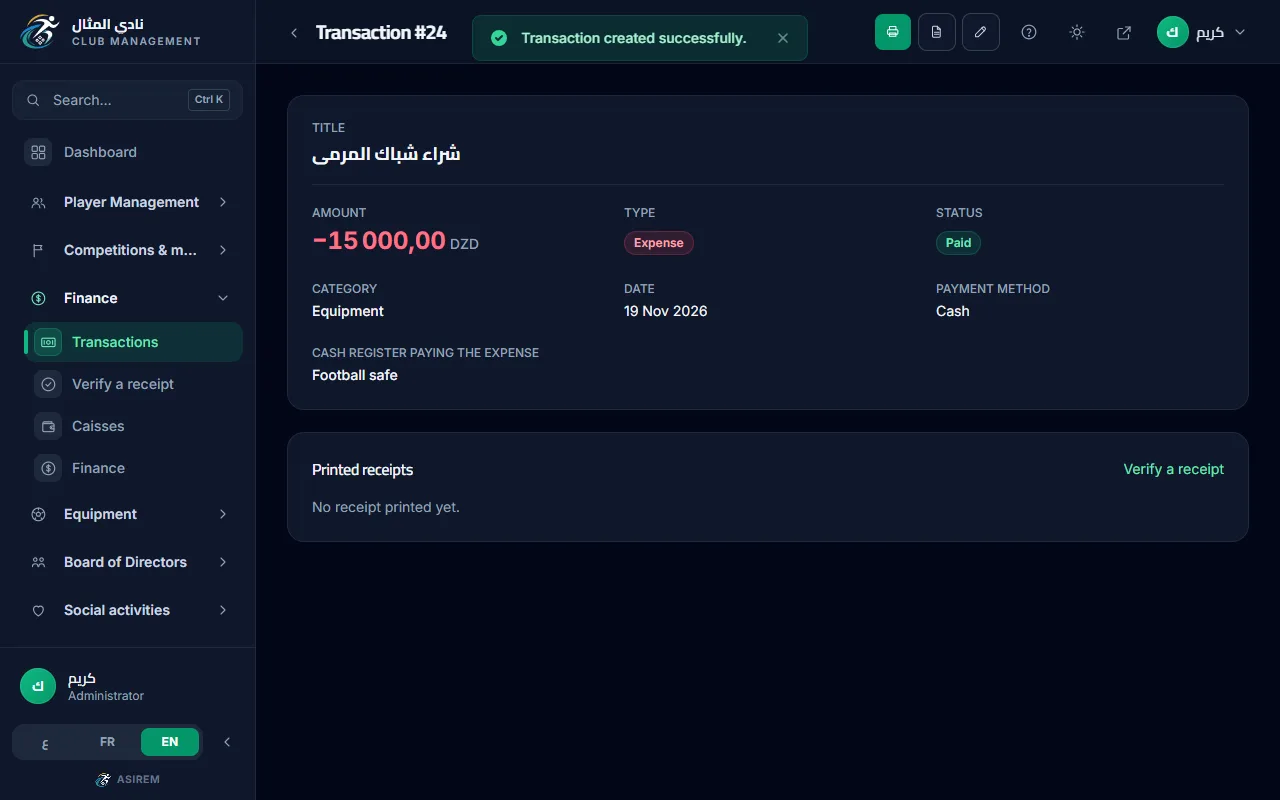 نادي المثال
CLUB MANAGEMENT
Search...
Ctrl K
Dashboard
Player Management
Competitions & m...
Finance
Transactions
Verify a receipt
Caisses
Finance
Equipment
Board of Directors
Social activities
ك
كريم
Administrator
ع
FR
EN
ASIREM
Transaction #24
Transaction created successfully.
ك
كريم
TITLE
شراء شباك المرمى
AMOUNT
TYPE
STATUS
−15 000,00 DZD
Expense
Paid
CATEGORY
DATE
PAYMENT METHOD
Equipment
19 Nov 2026
Cash
CASH REGISTER PAYING THE EXPENSE
Football safe
Printed receipts
Verify a receipt
No receipt printed yet.